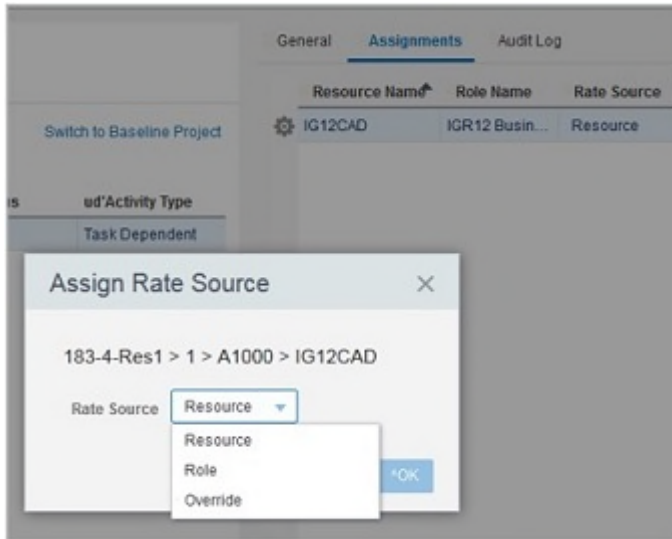 General Assignments Audit Log
Resource Name Role Name Rate Source
Switch to Baseline Project
IG12CAD IGR12 Busin... Resource
us ud'Activity Type
Task Dependent
Assign Rate Source
183-4-Res1 > 1 > A1000 > IG12CAD
Rate Source Resource
Resource
Role
Override
^OK